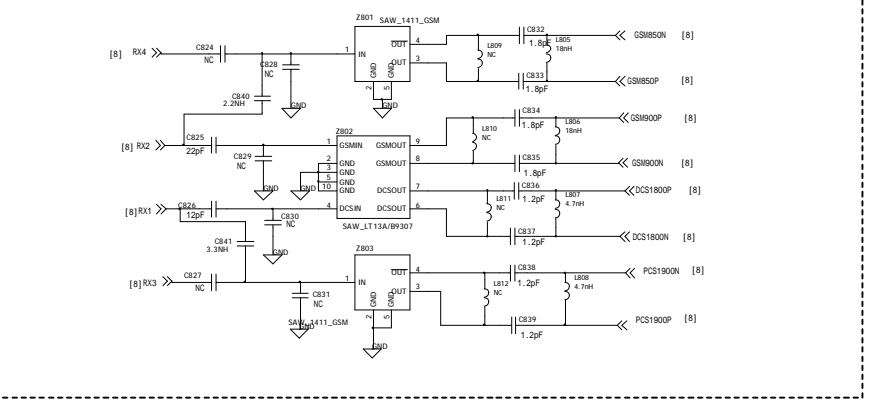 Z801 SAW_1411_GSM
[8] RX4 C824 NC
C828 NC
1 IN
OUT 4
OUT 3
GND GND
2 5
GND
GND
C840 2.2NH
L809 NC
C832 1.8pF
L805 18nH
C833 1.8pF
GSM850N [8]
GSM850P [8]
[8] RX2 C825 22pF
C829 NC
GND
GND
Z802
1 GSMIN
2 GND
3 GND
5 GND
10 GND
4 DCSIN
GSMOUT 9
GSMOUT 8
DCSOUT 7
DCSOUT 6
SAW_LT13A/B9307
L810 NC
C834 1.8pF
L806 18nH
C835 1.8pF
GSM900P [8]
GSM900N [8]
[8] RX1 C826 12pF
C830 NC
GND
C841 3.3NH
L811 NC
C836 1.2pF
L807 4.7nH
C837 1.2pF
DCS1800P [8]
DCS1800N [8]
Z803
[8] RX3 C827 NC
C831 NC
GND
SAW_1411_GSM
1 IN
OUT 4
OUT 3
GND GND
2 5
GND
L812 NC
C838 1.2pF
L808 4.7nH
C839 1.2pF
PCS1900N [8]
PCS1900P [8]